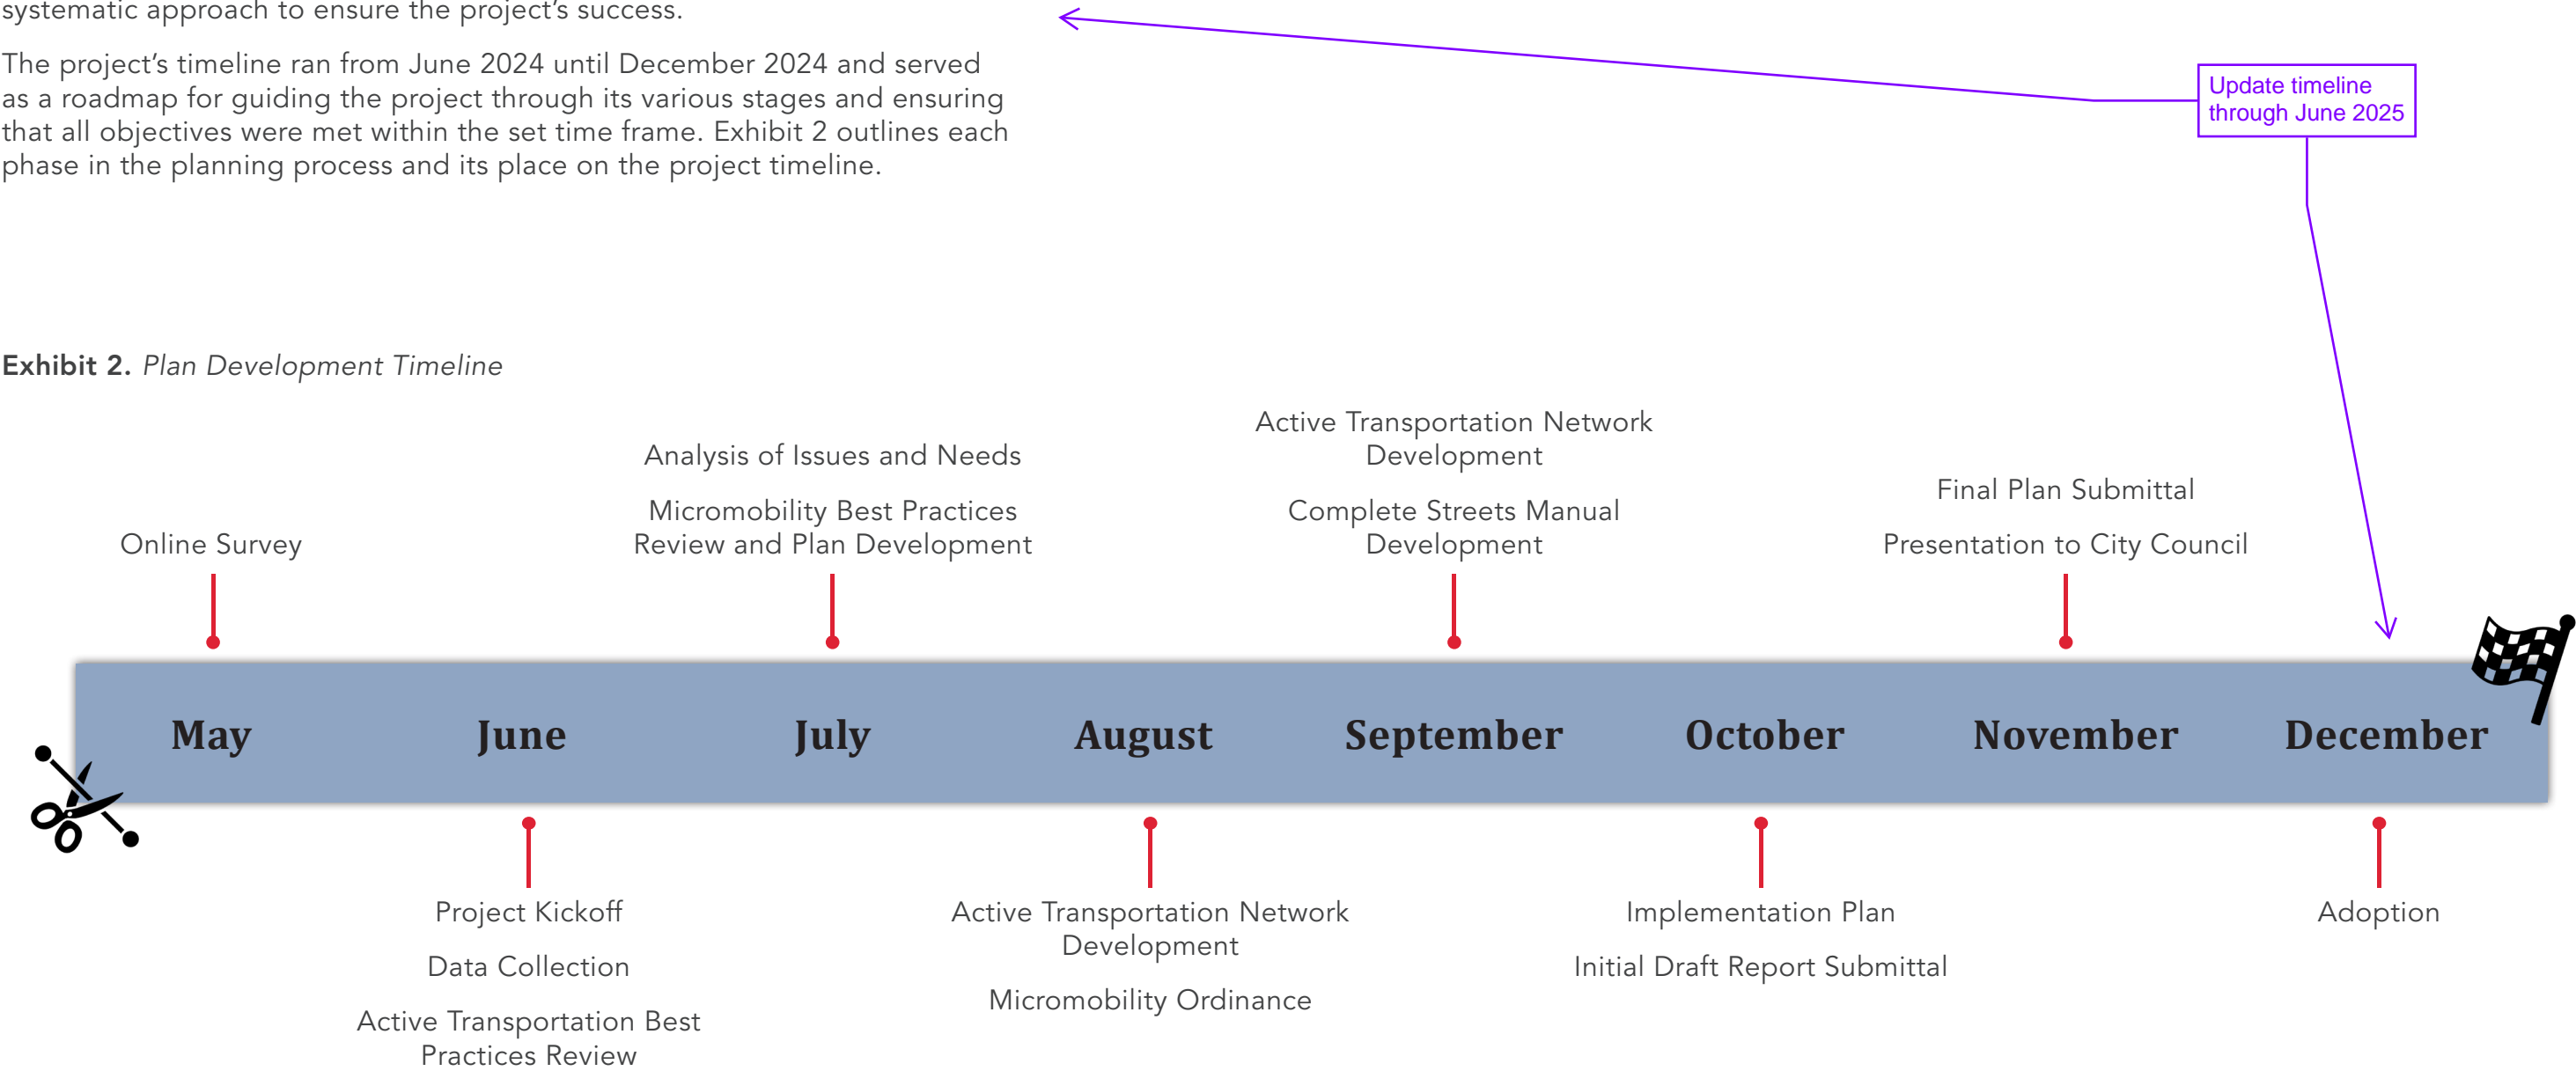 systematic approach to ensure the project's success.
The project's timeline ran from June 2024 until December 2024 and served
as a roadmap for guiding the project through its various stages and ensuring
that all objectives were met within the set time frame. Exhibit 2 outlines each
phase in the planning process and its place on the project timeline.
Update timeline
through June 2025
Exhibit 2. Plan Development Timeline
Online Survey
Analysis of Issues and Needs
Micromobility Best Practices
Review and Plan Development
Active Transportation Network
Development
Complete Streets Manual
Development
Final Plan Submittal
Presentation to City Council
May
June
July
August
September
October
November
December
Project Kickoff
Data Collection
Active Transportation Best
Practices Review
Active Transportation Network
Development
Micromobility Ordinance
Implementation Plan
Initial Draft Report Submittal
Adoption